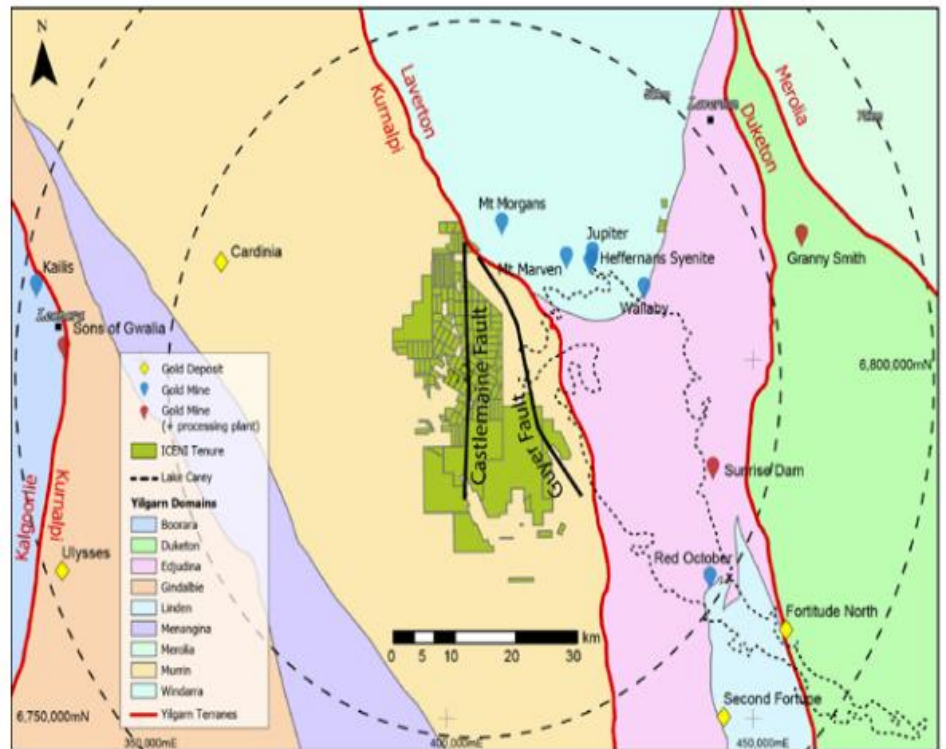 N
Laverton
Kurnalpi
Merolia
Duketon
Laverton
Mt Morgans
Jupiter
Cardinia
Mt Marven
Heffernans Syenite
Granny Smith
Kailis
Wallaby
Leonora
Sons of Gwalia
6,800,000mN
Gold Deposit
Gold Mine
Gold Mine
(+ processing plant)
ICENI Tenure
Lake Carey
Yilgarn Domains
Boorara
Duketon
Edjudina
Gindalbie
Linden
Menangina
Merolia
Murrin
Windarra
Yilgarn Terranes
Castlemaine Fault
Guyer Fault
Sunrise Dam
Kalgoorlie
Kurnalpi
Ulysses
Red October
Fortitude North
km
0 5 10 20 30
Second Fortune
6,750,000mN
350,000mE
400,000mE
450,000mE